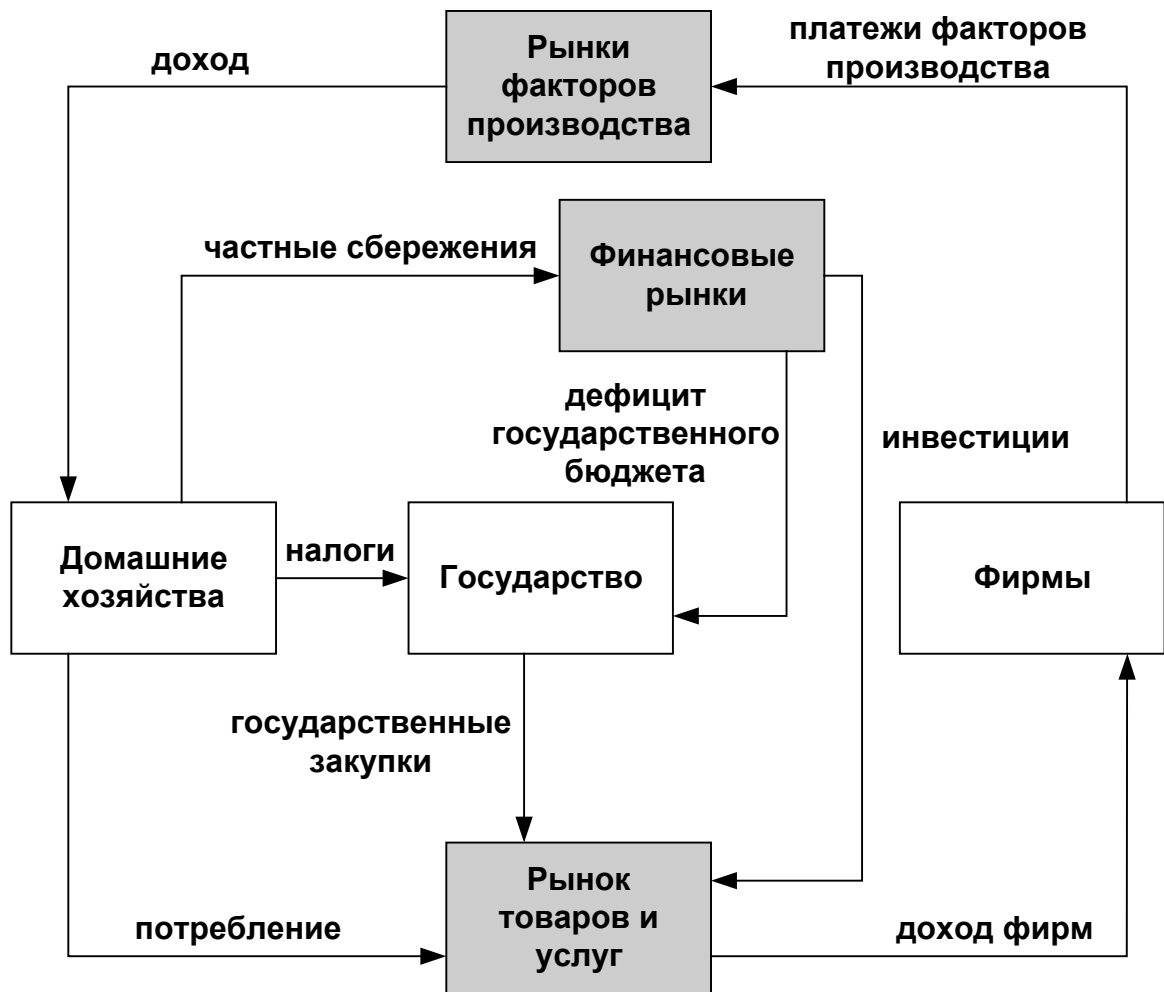 доход
Рынки
факторов
производства
платежи факторов
производства
частные сбережения
Финансовые
рынки
дефицит
государственного
бюджета
инвестиции
Домашние
хозяйства
налоги
Государство
Фирмы
государственные
закупки
потребление
Рынок
товаров и
услуг
доход фирм